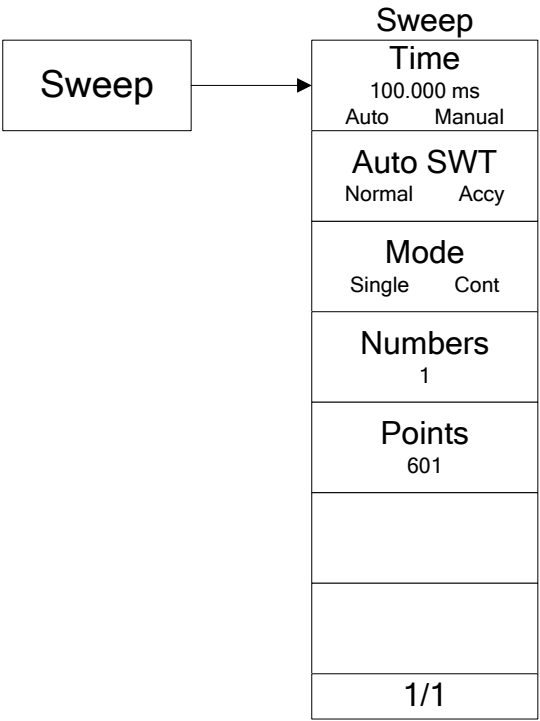 Sweep
Sweep
Time
100.000 ms
Auto Manual
Auto SWT
Normal Accy
Mode
Single Cont
Numbers
1
Points
601
1/1